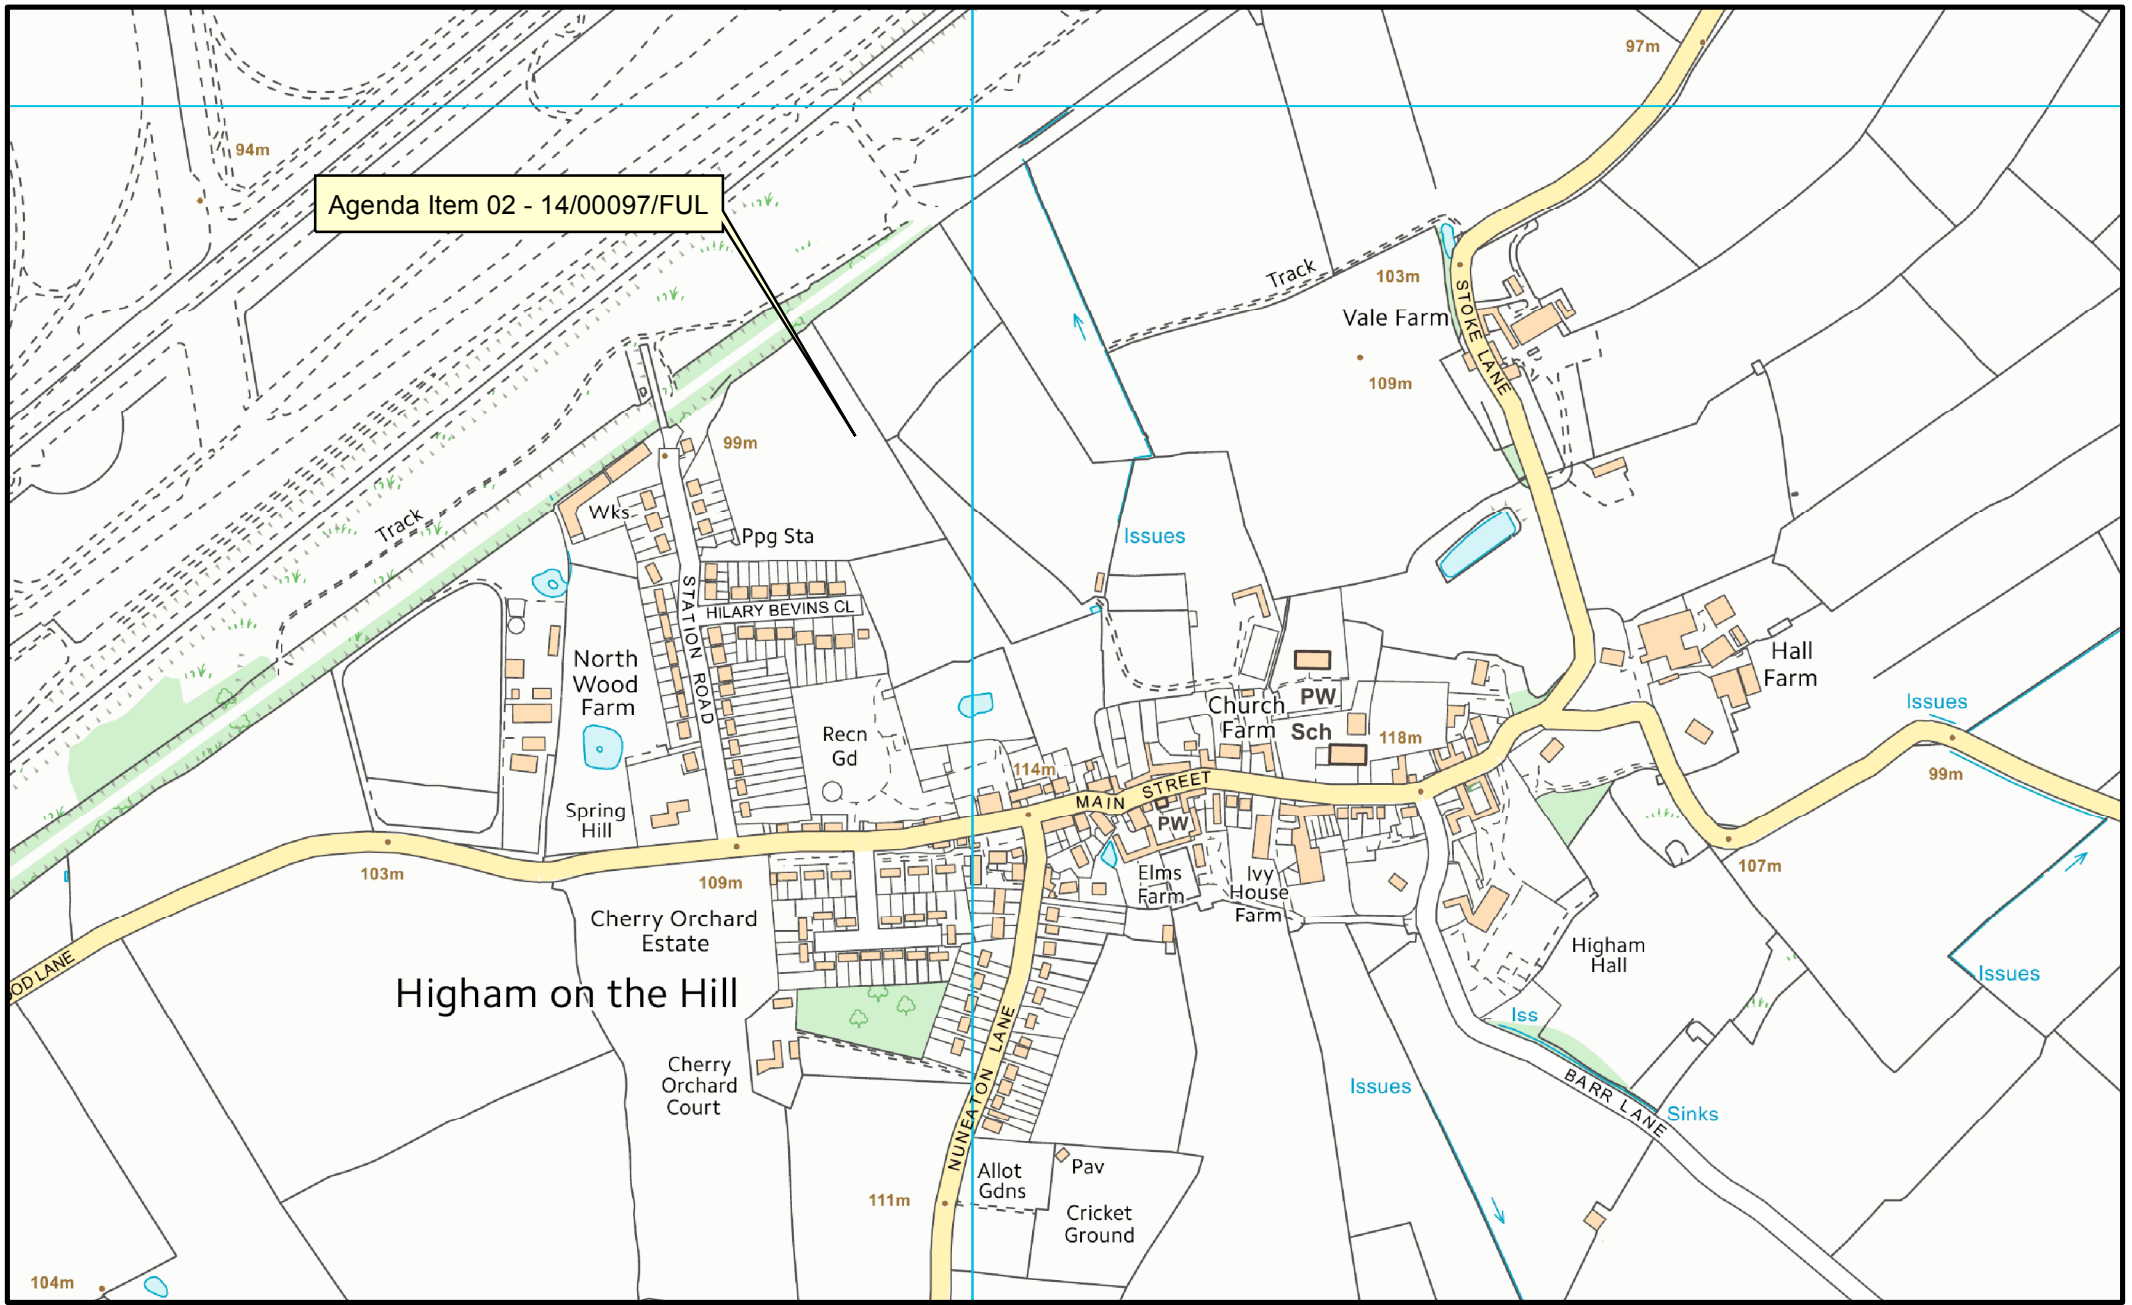 97m
94m
Agenda Item 02 - 14/00097/FUL
Track
103m
Vale Farm
STOKE LANE
109m
99m
Track
Wks
Ppg Sta
Issues
STATION ROAD
HILARY BEVINS CL
North
Wood
Farm
Hall
Farm
PW
Church
Farm
Sch
118m
Issues
Recn
Gd
114m
99m
MAIN STREET
Spring
Hill
PW
103m
109m
107m
Elms
Farm
Ivy
House
Farm
Cherry Orchard
Estate
Higham
Hall
OOD LANE
Issues
Higham on the Hill
Iss
NUNEATON LANE
Cherry
Orchard
Court
Issues
BARR LANE
Sinks
Allot
Gdns
Pav
111m
Cricket
Ground
104m